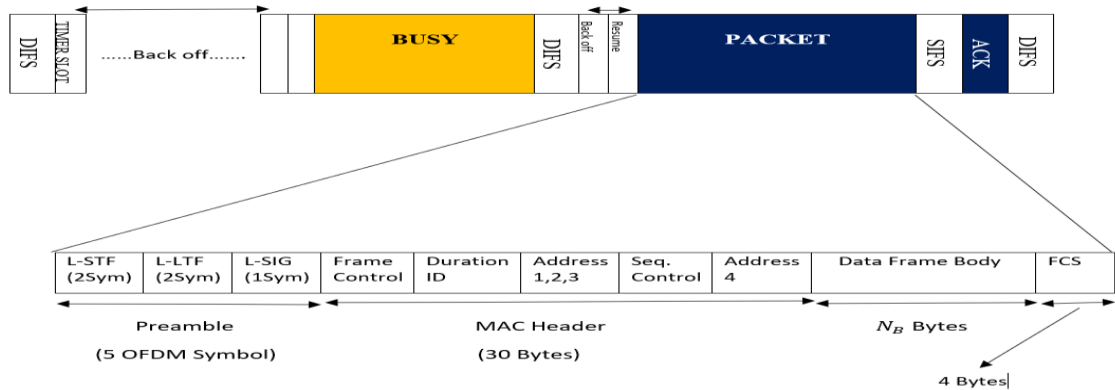 DIFS
TIMER SLOT
......Back off.......
BUSY
DIFS
Back off
Resume
PACKET
SIFS
ACK
DIFS
L-STF
(2Sym)
L-LTF
(2Sym)
L-SIG
(1Sym)
Frame
Control
Duration
ID
Address
1,2,3
Seq.
Control
Address
4
Data Frame Body
FCS
Preamble
(5 OFDM Symbol)
MAC Header
(30 Bytes)
N_B Bytes
4 Bytes